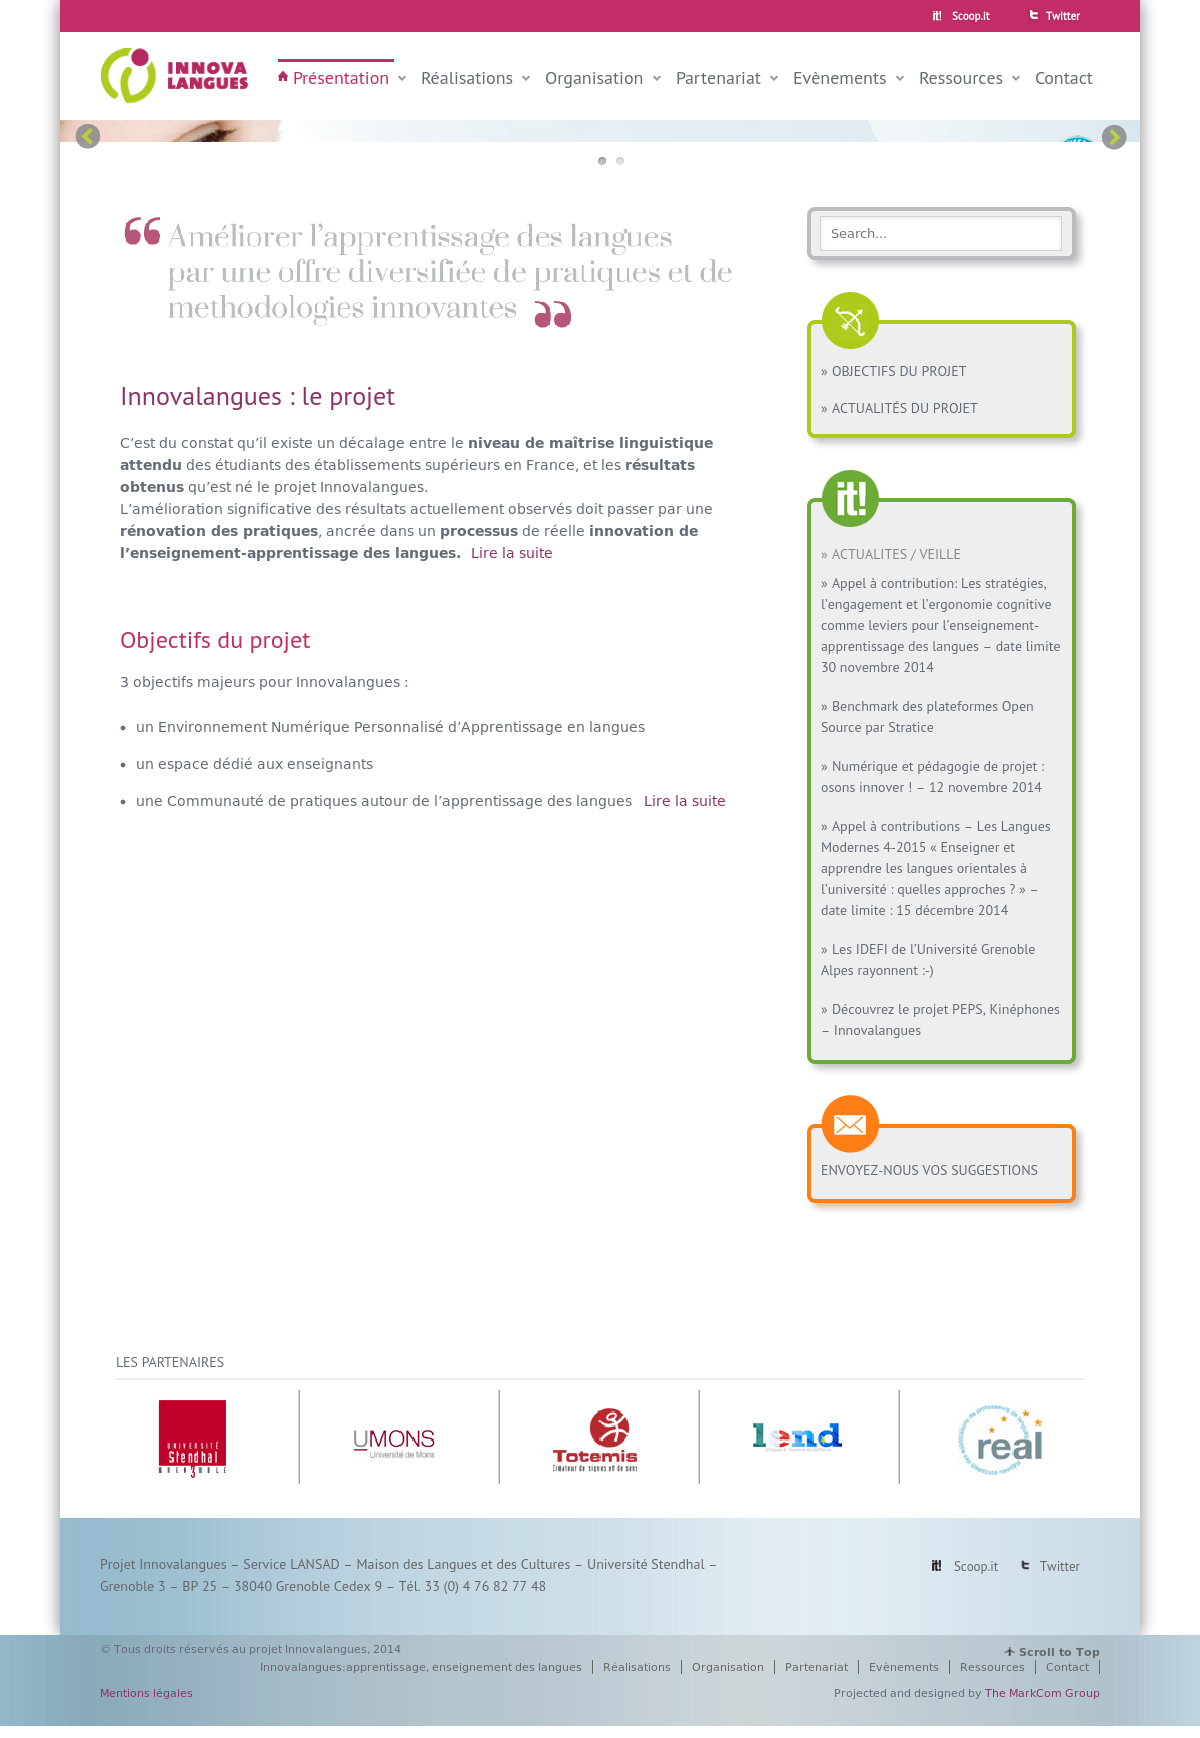 it! Scoop.it Twitter
INNOVA
LANGUES
Présentation Réalisations Organisation Partenariat Evènements Ressources Contact
“ Améliorer l’apprentissage des langues
par une offre diversifiée de pratiques et de
methodologies innovantes ”
Search...
» OBJECTIFS DU PROJET
» ACTUALITÉS DU PROJET
Innovalangues : le projet
C’est du constat qu’il existe un décalage entre le niveau de maîtrise linguistique
attendu des étudiants des établissements supérieurs en France, et les résultats
obtenus qu’est né le projet Innovalangues.
L’amélioration significative des résultats actuellement observés doit passer par une
rénovation des pratiques, ancrée dans un processus de réelle innovation de
l’enseignement-apprentissage des langues. Lire la suite
Objectifs du projet
3 objectifs majeurs pour Innovalangues :
• un Environnement Numérique Personnalisé d’Apprentissage en langues
• un espace dédié aux enseignants
• une Communauté de pratiques autour de l’apprentissage des langues Lire la suite
it!
» ACTUALITES / VEILLE
» Appel à contribution: Les stratégies,
l’engagement et l’ergonomie cognitive
comme leviers pour l’enseignement-
apprentissage des langues – date limite
30 novembre 2014
» Benchmark des plateformes Open
Source par Stratice
» Numérique et pédagogie de projet :
osons innover ! – 12 novembre 2014
» Appel à contributions – Les Langues
Modernes 4-2015 « Enseigner et
apprendre les langues orientales à
l’université : quelles approches ? » –
date limite : 15 décembre 2014
» Les IDEFI de l’Université Grenoble
Alpes rayonnent :-)
» Découvrez le projet PEPS, Kinéphones
– Innovalangues
ENVOYEZ-NOUS VOS SUGGESTIONS
LES PARTENAIRES
UNIVERSITÉ
Stendhal
GRENOBLE
3
UMONS
Université de Mons
Totemis
Créateur de signes et de sens
lend
real
Projet Innovalangues – Service LANSAD – Maison des Langues et des Cultures – Université Stendhal –
Grenoble 3 – BP 25 – 38040 Grenoble Cedex 9 – Tél. 33 (0) 4 76 82 77 48
it! Scoop.it Twitter
© Tous droits réservés au projet Innovalangues, 2014
Scroll to Top
Innovalangues:apprentissage, enseignement des langues Réalisations Organisation Partenariat Evènements Ressources Contact
Mentions légales
Projected and designed by The MarkCom Group